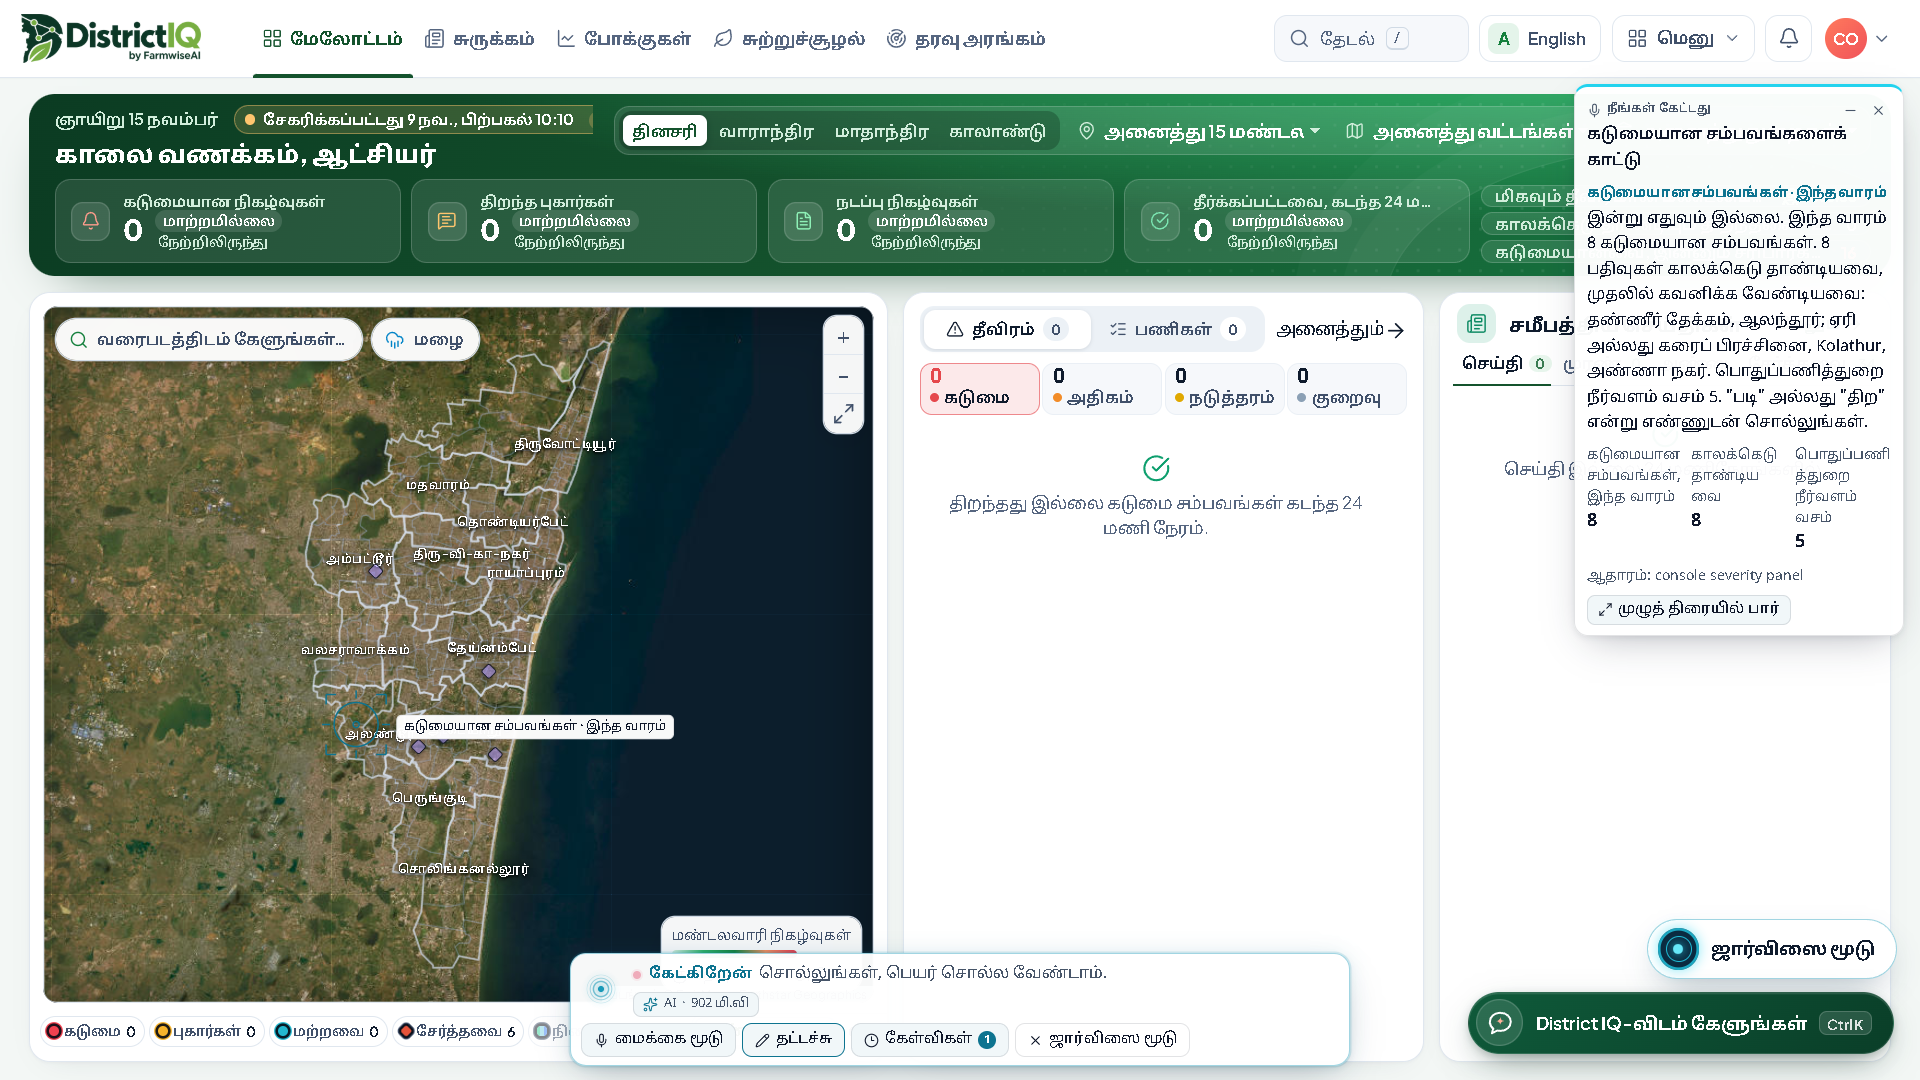 DistrictIQ
by FarmwiseAI
மேலோட்டம்
சுருக்கம்
போக்குகள்
சுற்றுச்சூழல்
தரவு அரங்கம்
தேடல் /
A English
மெனு
CO
ஞாயிறு 15 நவம்பர்
சேகரிக்கப்பட்டது 9 நவ., பிற்பகல் 10:10
காலை வணக்கம், ஆட்சியர்
தினசரி
வாராந்திர
மாதாந்திர
காலாண்டு
அனைத்து 15 மண்டல
அனைத்து வட்டங்கள்
கடுமையான நிகழ்வுகள்
0 மாற்றமில்லை
நேற்றிலிருந்து
திறந்த புகார்கள்
0 மாற்றமில்லை
நேற்றிலிருந்து
நடப்பு நிகழ்வுகள்
0 மாற்றமில்லை
நேற்றிலிருந்து
தீர்க்கப்பட்டவை, கடந்த 24 ம...
0 மாற்றமில்லை
நேற்றிலிருந்து
மிகவும்
நீங்கள் கேட்டது
கடுமையான சம்பவங்களைக்
காட்டு
கடுமையான சம்பவங்கள் · இந்த வாரம்
இன்று எதுவும் இல்லை. இந்த வாரம்
8 கடுமையான சம்பவங்கள். 8
பதிவுகள் காலக்கெடு தாண்டியவை,
முதலில் கவனிக்க வேண்டியவை:
தண்ணீர் தேக்கம், ஆலந்தூர்; ஏரி
அல்லது கரைப் பிரச்சினை, Kolathur,
அண்ணா நகர். பொதுப்பணித்துறை
நீர்வளம் வசம் 5. "படி" அல்லது "திற"
என்று எண்ணுடன் சொல்லுங்கள்.
கடுமையான
சம்பவங்கள்,
இந்த வாரம்
8
காலக்கெடு
தாண்டிய
வை
8
பொதுப்பணி
த்துறை
நீர்வளம்
வசம்
5
ஆதாரம்: console severity panel
முழுத் திரையில் பார்
வரைபடத்திடம் கேளுங்கள்...
மழை
+
−
திருவோட்டியூர்
மதவாரம்
தொண்டியர்பேட்
திரு-வி-கா-நகர்
அம்பட்டூர்
ராயாப்புரம்
வலசராவாக்கம்
தேய்னம்பேட்
கடுமையான சம்பவங்கள் · இந்த வாரம்
பெருங்குடி
சொலிங்கனல்லூர்
மண்டலவாரி நிகழ்வுகள்
கடுமை 0
புகார்கள் 0
மற்றவை 0
சேர்த்தவை 6
தீவிரம் 0
பணிகள் 0
அனைத்தும்
0
கடுமை
0
அதிகம்
0
நடுத்தரம்
0
குறைவு
திறந்தது இல்லை கடுமை சம்பவங்கள் கடந்த 24
மணி நேரம்.
செய்தி 0
செய்தி
கேட்கிறேன் சொல்லுங்கள், பெயர் சொல்ல வேண்டாம்.
AI · 902 மி.வி
மைக்கை மூடு
தட்டச்சு
கேள்விகள் 1
ஜார்விஸை மூடு
ஜார்விஸை மூடு
District IQ-விடம் கேளுங்கள் Ctrl K